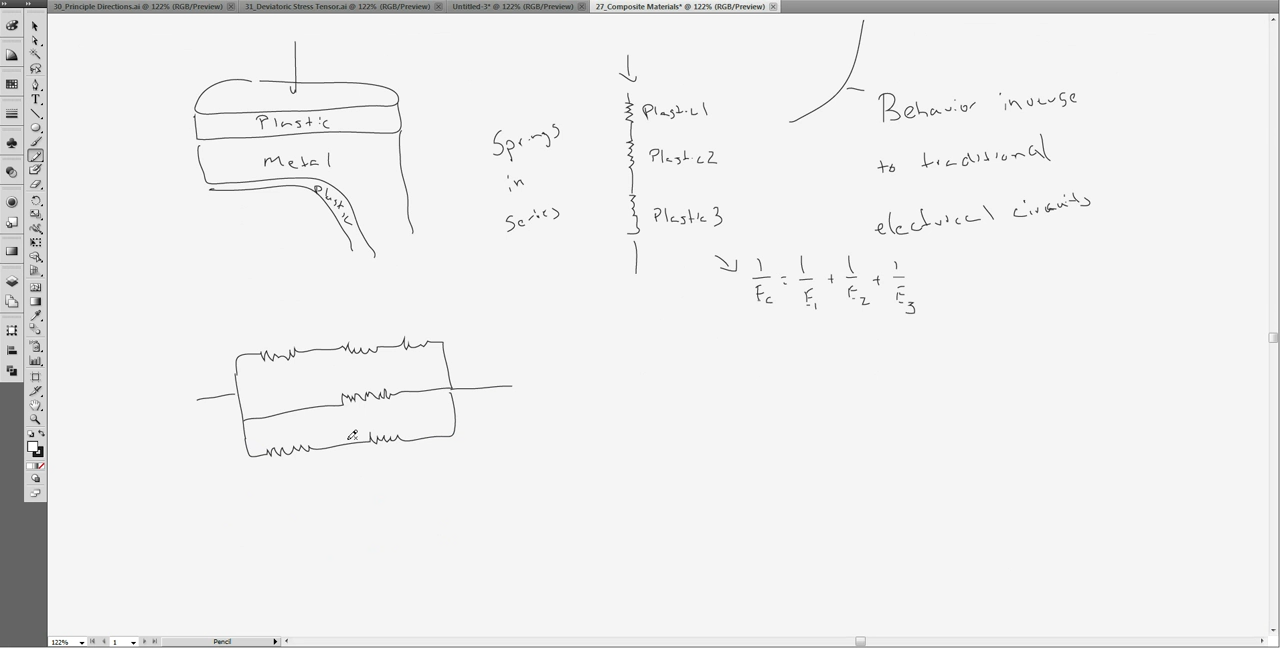 30_Principle Directions.ai @ 122% (RGB/Preview)
31_Deviatoric Stress Tensor.ai @ 122% (RGB/Preview)
Untitled-3* @ 122% (RGB/Preview)
27_Composite Materials* @ 122% (RGB/Preview)
Plastic
Metal
Plastic
Springs
in
Series
Plastic1
Plastic2
Plastic3
Behavior inverse
to traditional
electrical circuits
1/Ec = 1/E1 + 1/E2 + 1/E3
122%
1
Pencil